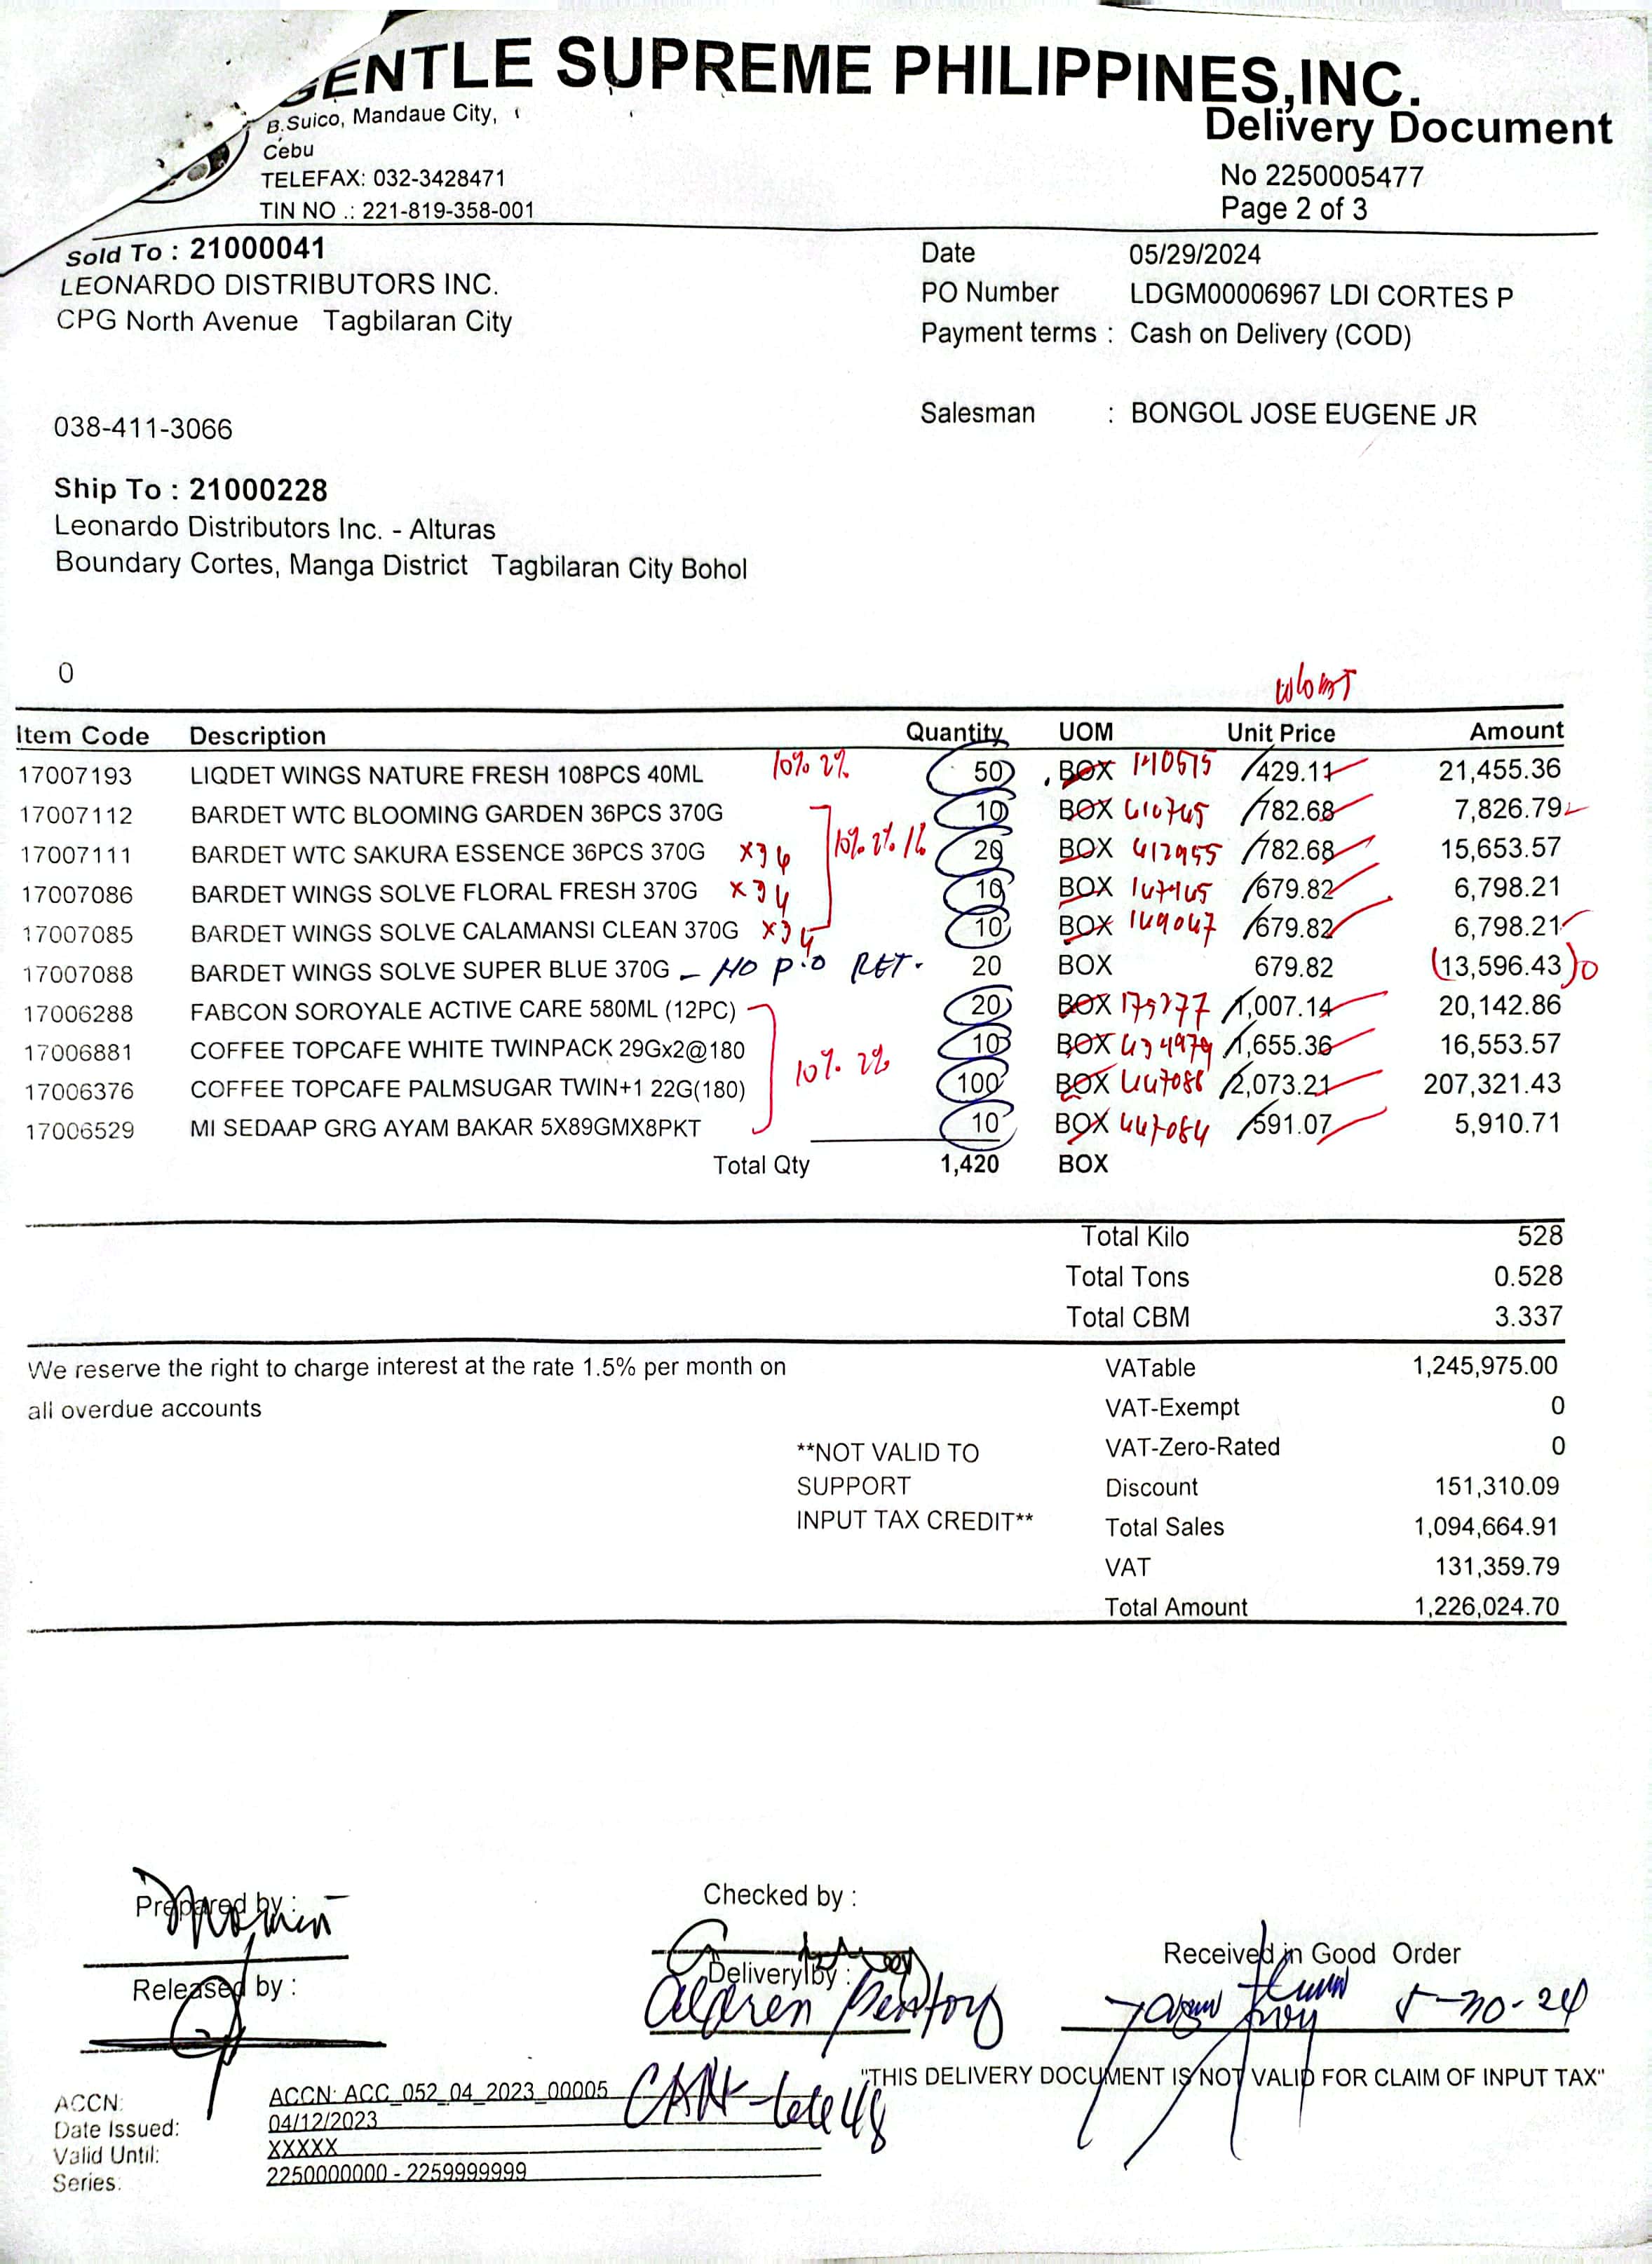 GENTLE SUPREME PHILIPPINES,INC.
B.Suico, Mandaue City,
Cebu
TELEFAX: 032-3428471
TIN NO .: 221-819-358-001
Delivery Document
No 2250005477
Page 2 of 3
Sold To : 21000041
LEONARDO DISTRIBUTORS INC.
CPG North Avenue Tagbilaran City
038-411-3066
Date 05/29/2024
PO Number LDGM00006967 LDI CORTES P
Payment terms : Cash on Delivery (COD)
Salesman : BONGOL JOSE EUGENE JR
Ship To : 21000228
Leonardo Distributors Inc. - Alturas
Boundary Cortes, Manga District Tagbilaran City Bohol
0
Item Code Description Quantity UOM Unit Price Amount
17007193 LIQDET WINGS NATURE FRESH 108PCS 40ML 10% 2% 50 BOX 429.11 21,455.36
17007112 BARDET WTC BLOOMING GARDEN 36PCS 370G 10 BOX 782.68 7,826.79
17007111 BARDET WTC SAKURA ESSENCE 36PCS 370G 20 BOX 782.68 15,653.57
17007086 BARDET WINGS SOLVE FLORAL FRESH 370G 10 BOX 679.82 6,798.21
17007085 BARDET WINGS SOLVE CALAMANSI CLEAN 370G 10 BOX 679.82 6,798.21
17007088 BARDET WINGS SOLVE SUPER BLUE 370G - NO P.O RET. 20 BOX 679.82 (13,596.43)
17006288 FABCON SOROYALE ACTIVE CARE 580ML (12PC) 20 BOX 1,007.14 20,142.86
17006881 COFFEE TOPCAFE WHITE TWINPACK 29Gx2@180 10 BOX 1,655.36 16,553.57
10% 2%
17006376 COFFEE TOPCAFE PALMSUGAR TWIN+1 22G(180) 100 BOX 447086 2,073.21 207,321.43
17006529 MI SEDAAP GRG AYAM BAKAR 5X89GMX8PKT 10 BOX 447084 591.07 5,910.71
Total Qty 1,420 BOX
Total Kilo 528
Total Tons 0.528
Total CBM 3.337
We reserve the right to charge interest at the rate 1.5% per month on
all overdue accounts
**NOT VALID TO
SUPPORT
INPUT TAX CREDIT**
VATable 1,245,975.00
VAT-Exempt 0
VAT-Zero-Rated 0
Discount 151,310.09
Total Sales 1,094,664.91
VAT 131,359.79
Total Amount 1,226,024.70
Prepared by :
Released by :
Checked by :
Delivery by :
Received in Good Order
5-30-24
"THIS DELIVERY DOCUMENT IS NOT VALID FOR CLAIM OF INPUT TAX"
ACCN: ACCN: ACC_052_04_2023_00005
Date Issued: 04/12/2023
Valid Until: XXXXX
Series: 2250000000 - 2259999999